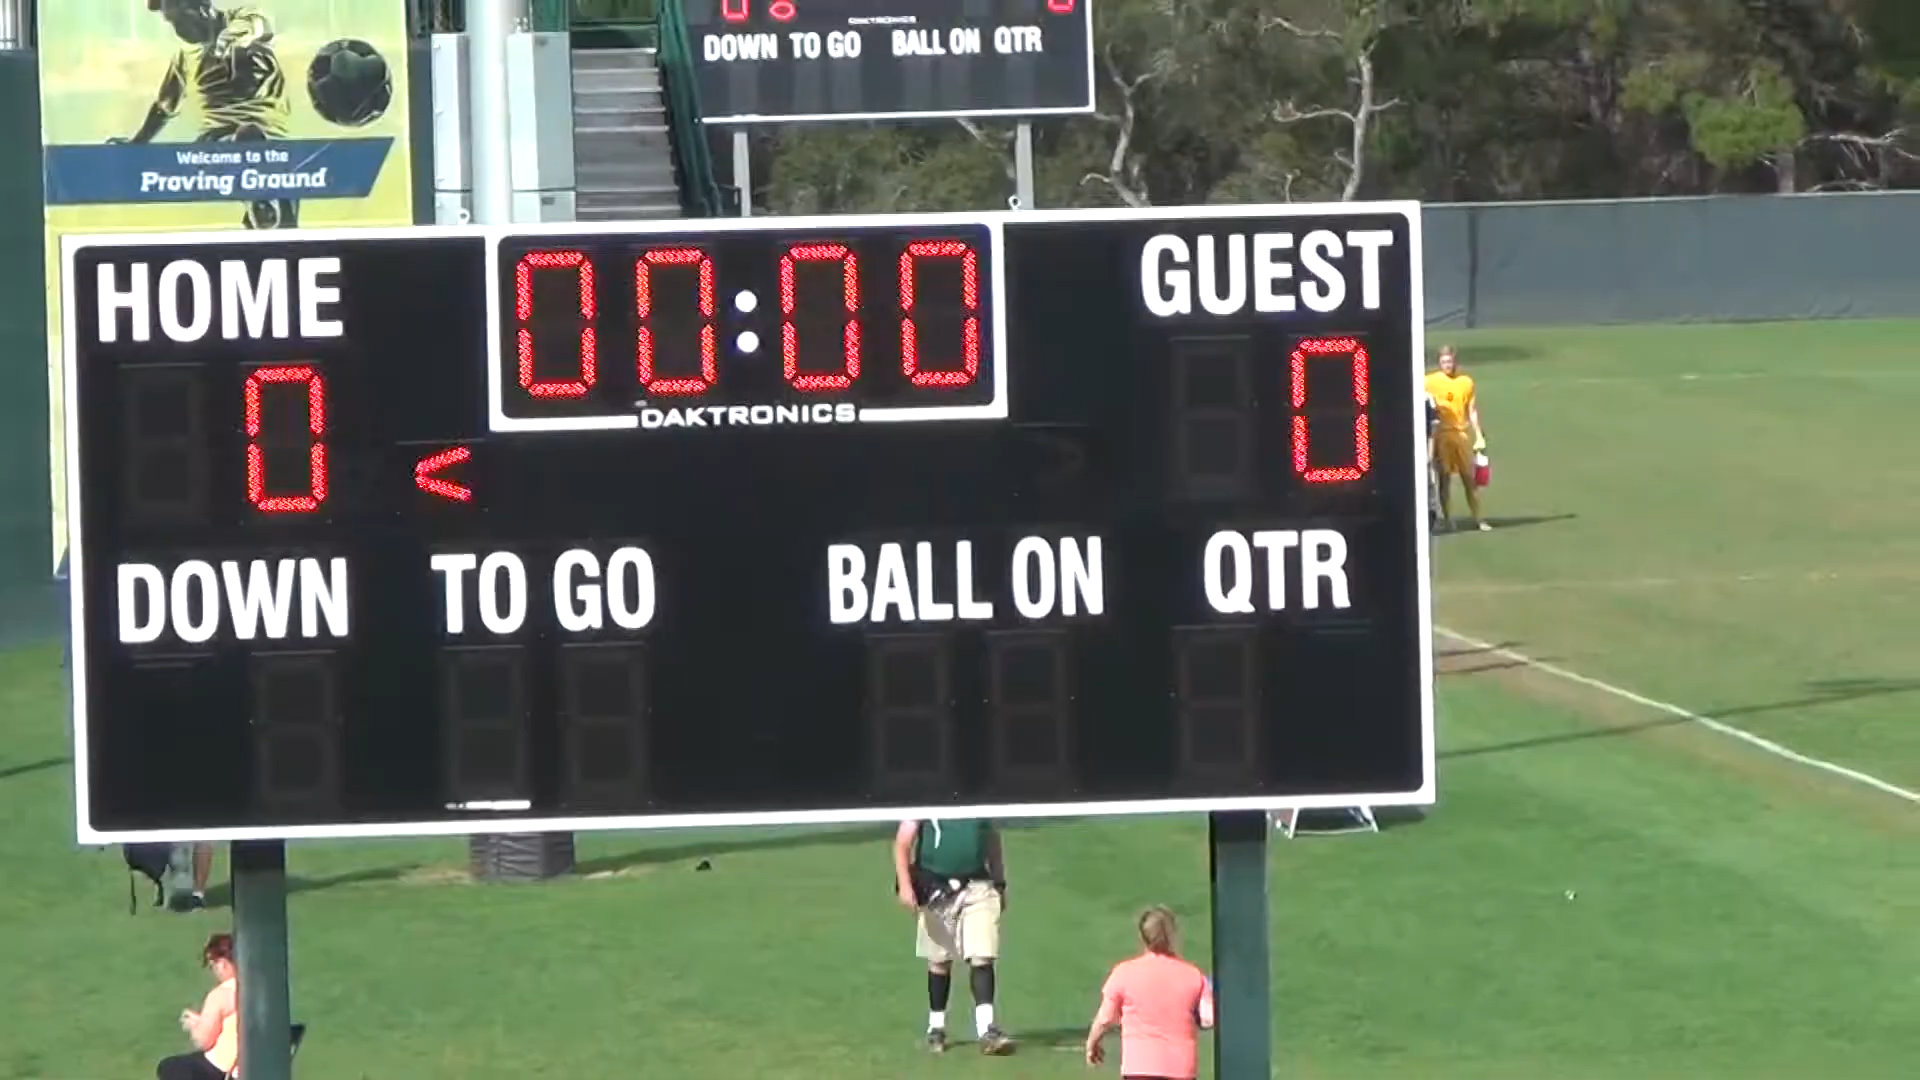 DAKTRONICS
DOWN TO GO BALL ON QTR
Welcome to the
Proving Ground
HOME 00:00 GUEST
DAKTRONICS
0 < 0
DOWN TO GO BALL ON QTR